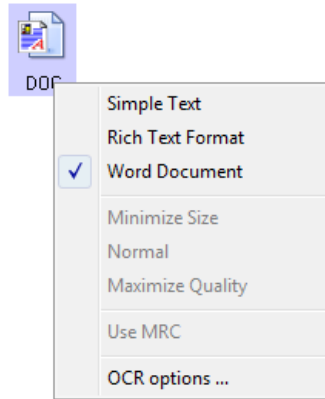 DOC
Simple Text
Rich Text Format
Word Document
Minimize Size
Normal
Maximize Quality
Use MRC
OCR options ...